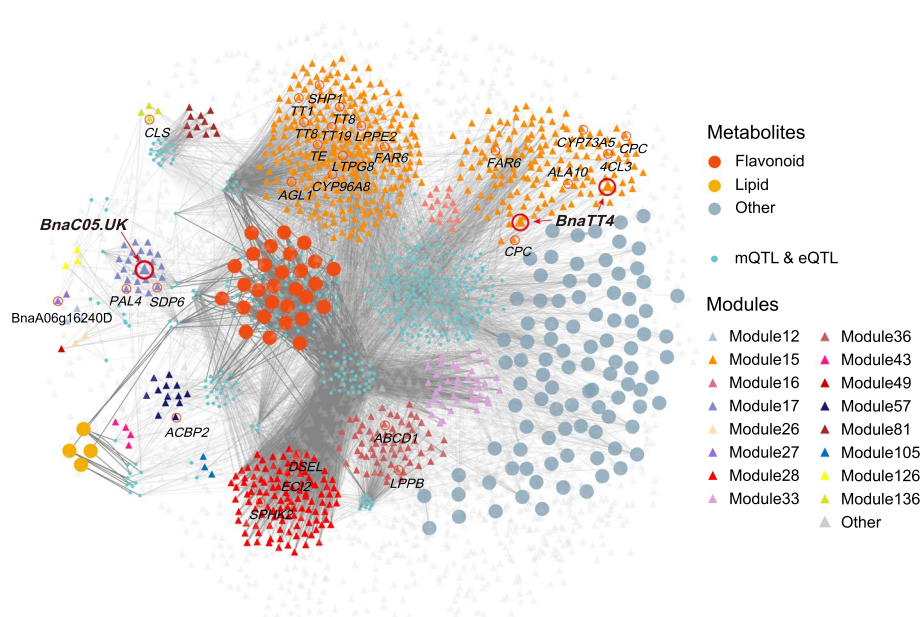 SHP1
TT1
TT8
TT8 TT19 LPPE2
TE
FAR6
LTPG8
CYP96A8
AGL1
CLS
CYP73A5
CPC
FAR6
4CL3
ALA10
BnaTT4
CPC
BnaC05.UK
PAL4 SDP6
BnaA06g16240D
ACBP2
ABCD1
DSEL
ECI2
LPPB
SPHK2
Metabolites
Flavonoid
Lipid
Other
mQTL & eQTL
Modules
Module12
Module15
Module16
Module17
Module26
Module27
Module28
Module33
Module36
Module43
Module49
Module57
Module81
Module105
Module126
Module136
Other